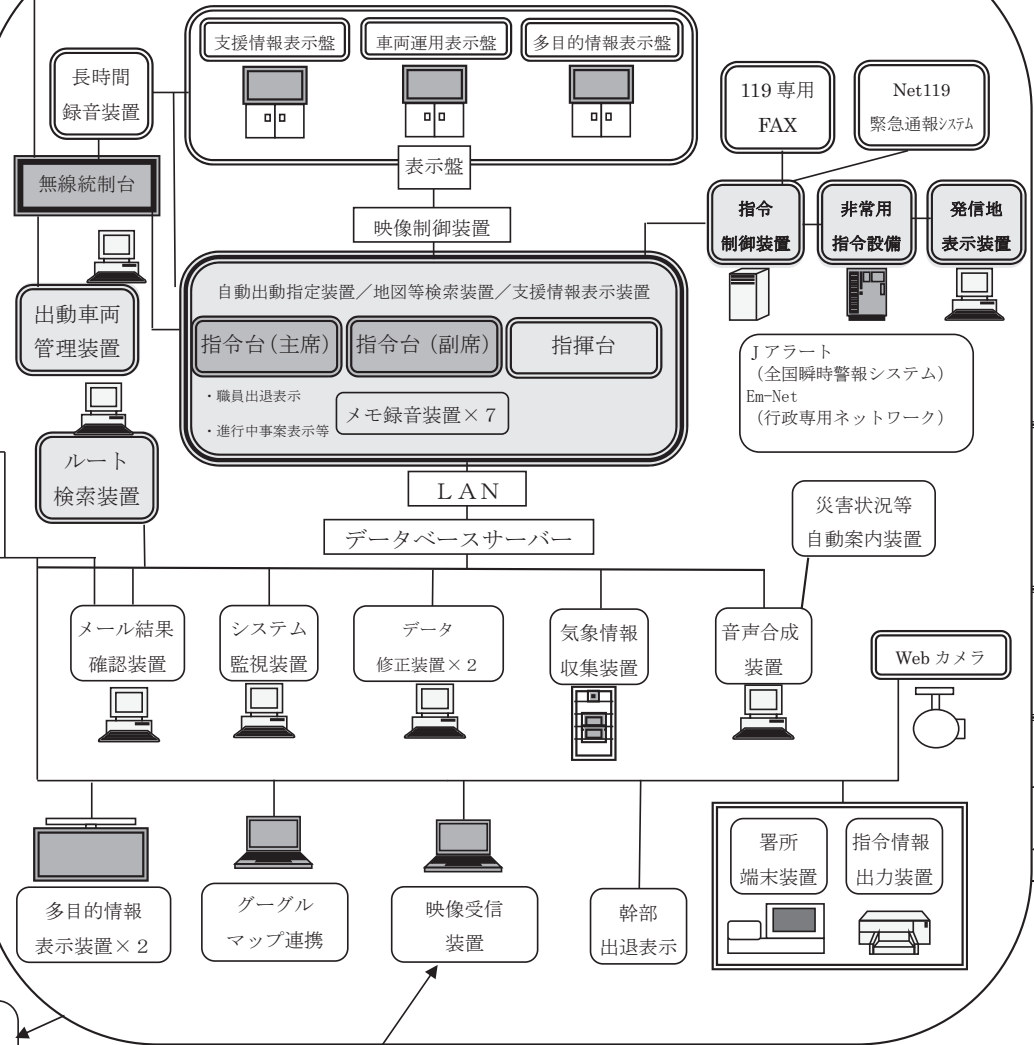 支援情報表示盤
車両運用表示盤
多目的情報表示盤
長時間
録音装置
119 専用
FAX
Net119
緊急通報ｼｽﾃﾑ
表示盤
無線統制台
映像制御装置
指令
制御装置
非常用
指令設備
発信地
表示装置
自動出動指定装置／地図等検索装置／支援情報表示装置
出動車両
管理装置
指令台（主席）
指令台（副席）
指揮台
・職員出退表示
・進行中事案表示等
メモ録音装置×７
Ｊアラート
（全国瞬時警報システム）
Em-Net
（行政専用ネットワーク）
ルート
検索装置
ＬＡＮ
データベースサーバー
災害状況等
自動案内装置
メール結果
確認装置
システム
監視装置
データ
修正装置×２
気象情報
収集装置
音声合成
装置
Web カメラ
多目的情報
表示装置×２
グーグル
マップ連携
映像受信
装置
幹部
出退表示
署所
端末装置
指令情報
出力装置